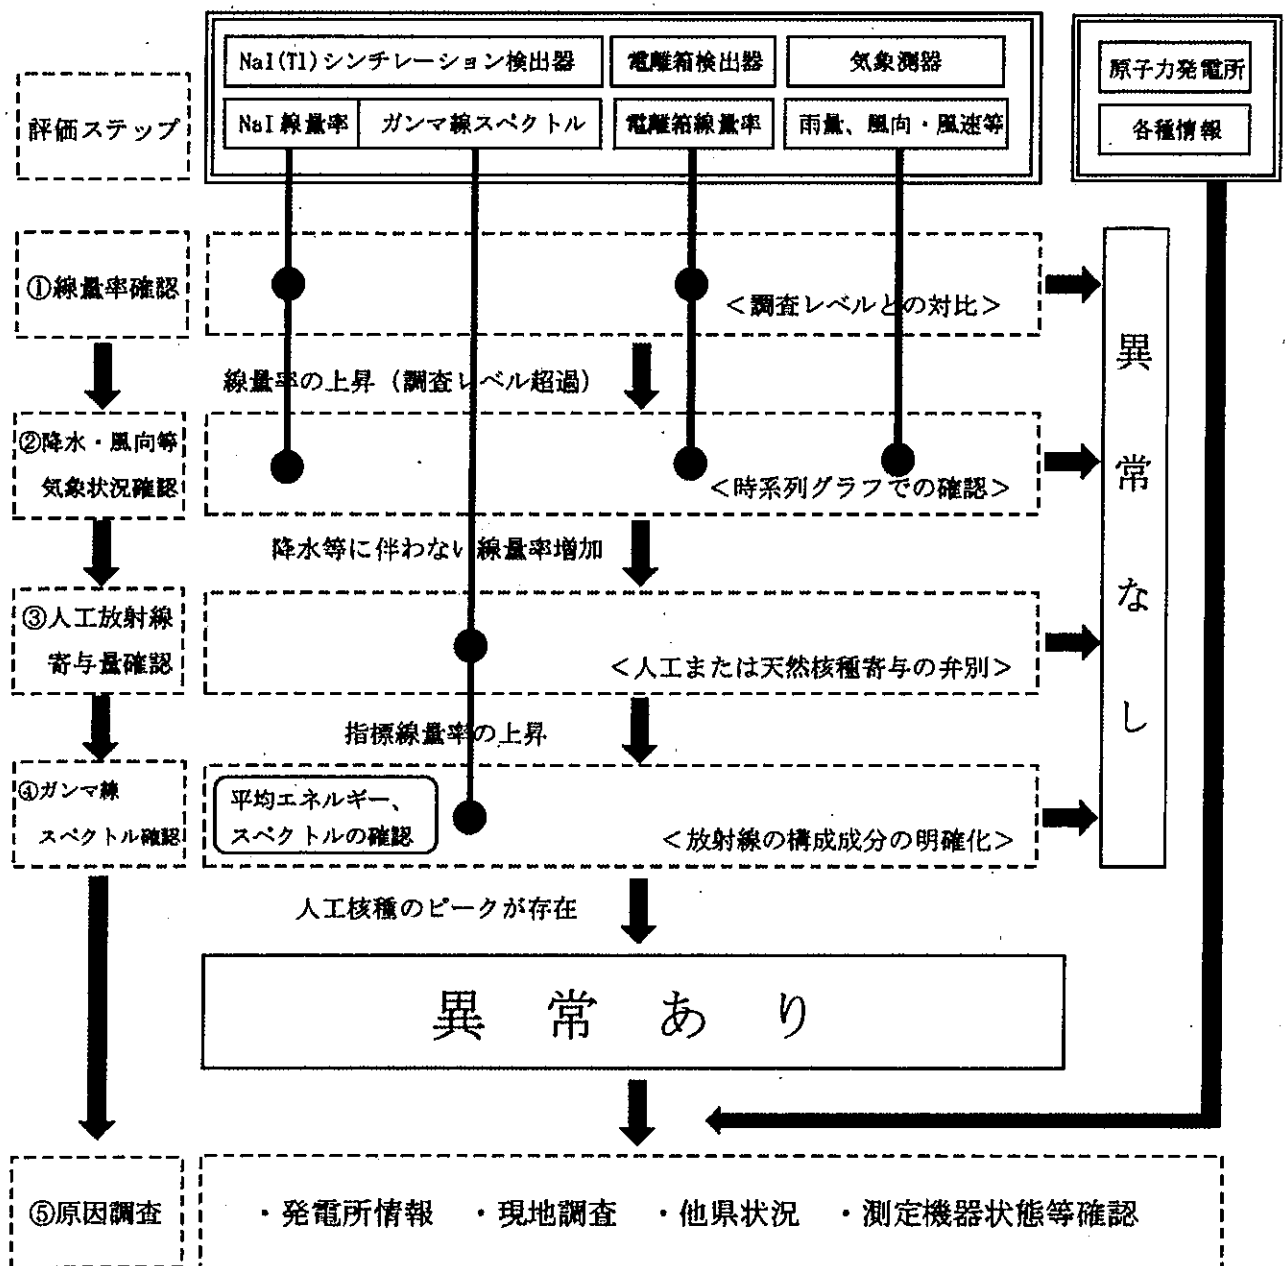 NaI(Tl)シンチレーション検出器
電離箱検出器
気象測器
原子力発電所
評価ステップ
NaI線量率
ガンマ線スペクトル
電離箱線量率
雨量、風向・風速等
各種情報
①線量率確認
<調査レベルとの対比>
線量率の上昇（調査レベル超過）
②降水・風向等
気象状況確認
<時系列グラフでの確認>
降水等に伴わない線量率増加
③人工放射線
寄与量確認
<人工または天然核種寄与の弁別>
指標線量率の上昇
④ガンマ線
スペクトル確認
平均エネルギー、
スペクトルの確認
<放射線の構成成分の明確化>
異常なし
人工核種のピークが存在
異常あり
⑤原因調査
・発電所情報 ・現地調査 ・他県状況 ・測定機器状態等確認